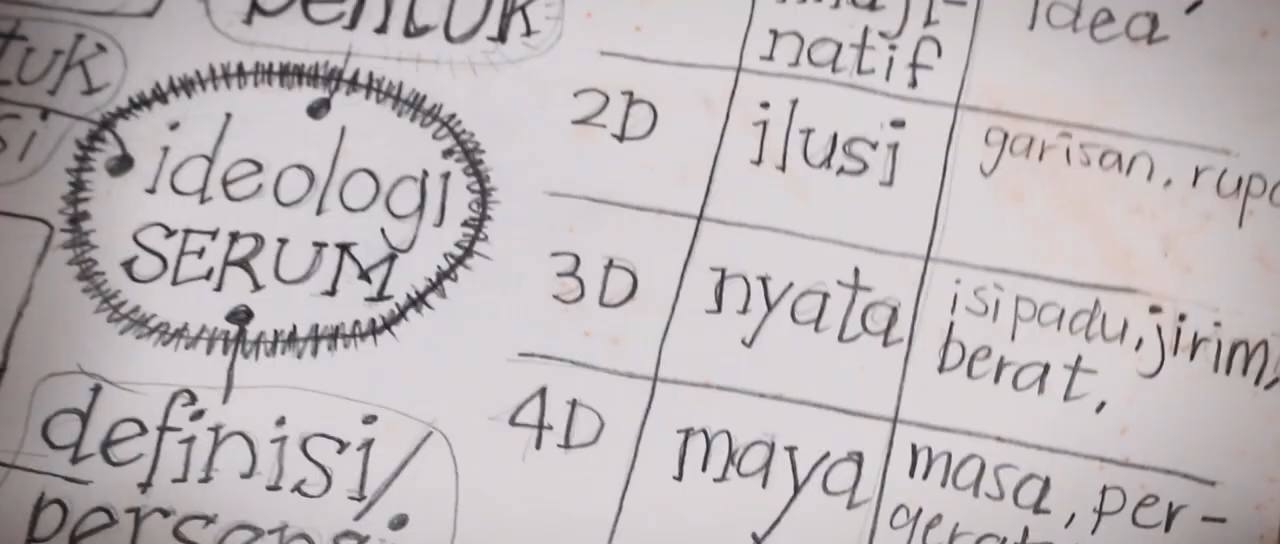 bentuk
natif
idea
tuk
2D
ilusi
garisan, rupa
si
ideologi
SERUM
3D
nyata
isipadu, jirim,
berat,
4D
maya
masa, per-
definisi/